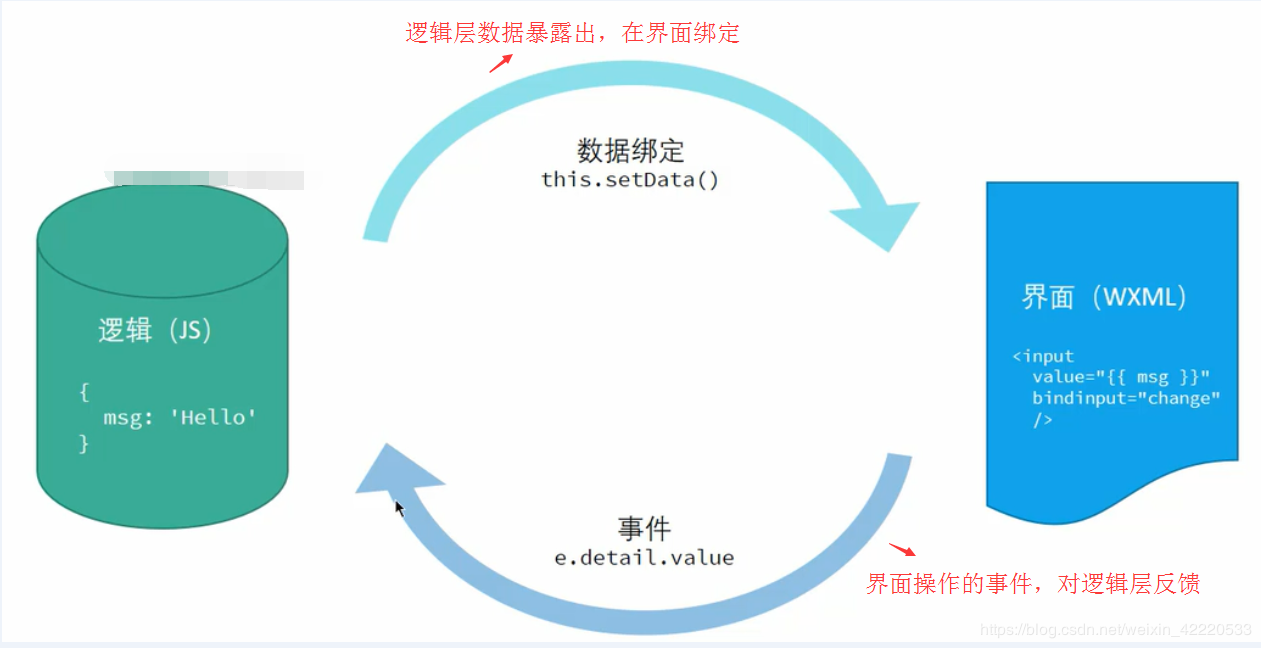 逻辑层数据暴露出，在界面绑定
数据绑定
this.setData()
逻辑（JS）
{
msg: 'Hello'
}
界面（WXML）
<input
value="{{ msg }}"
bindinput="change"
/>
事件
e.detail.value
界面操作的事件，对逻辑层反馈
https://blog.csdn.net/weixin_42220533